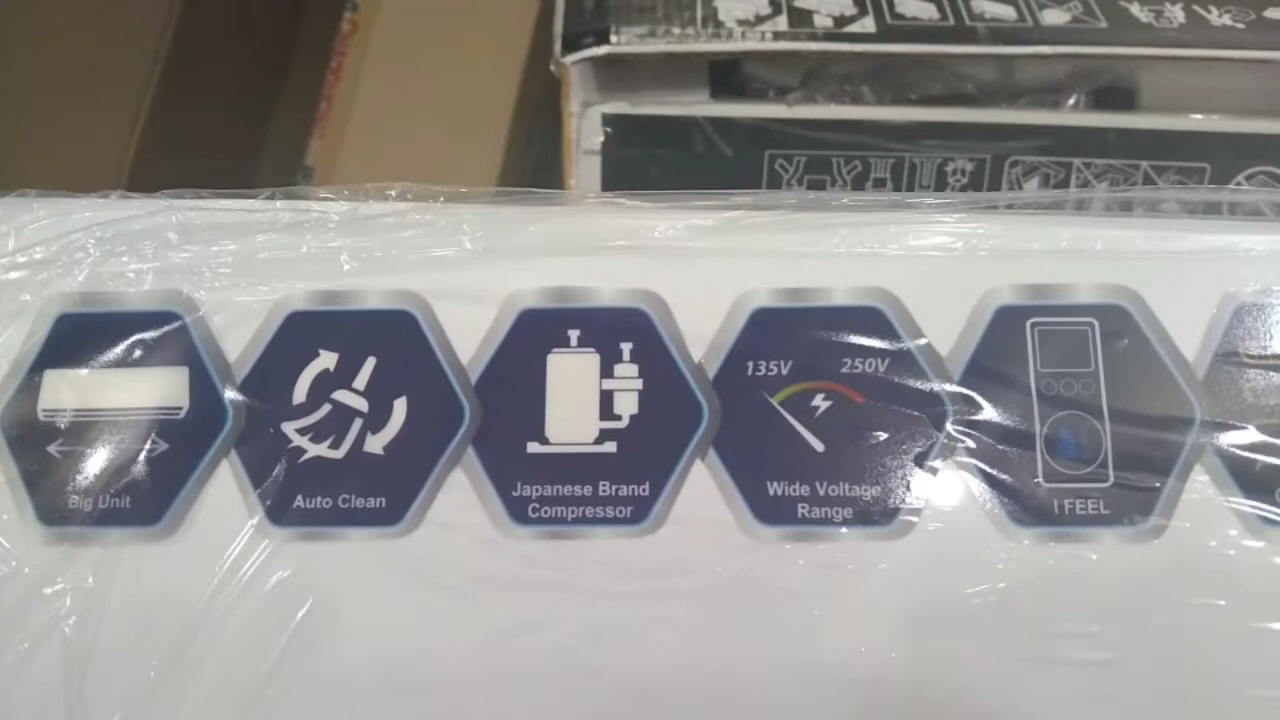 135V 250V
Big Unit
Auto Clean
Japanese Brand
Compressor
Wide Voltage
Range
I FEEL